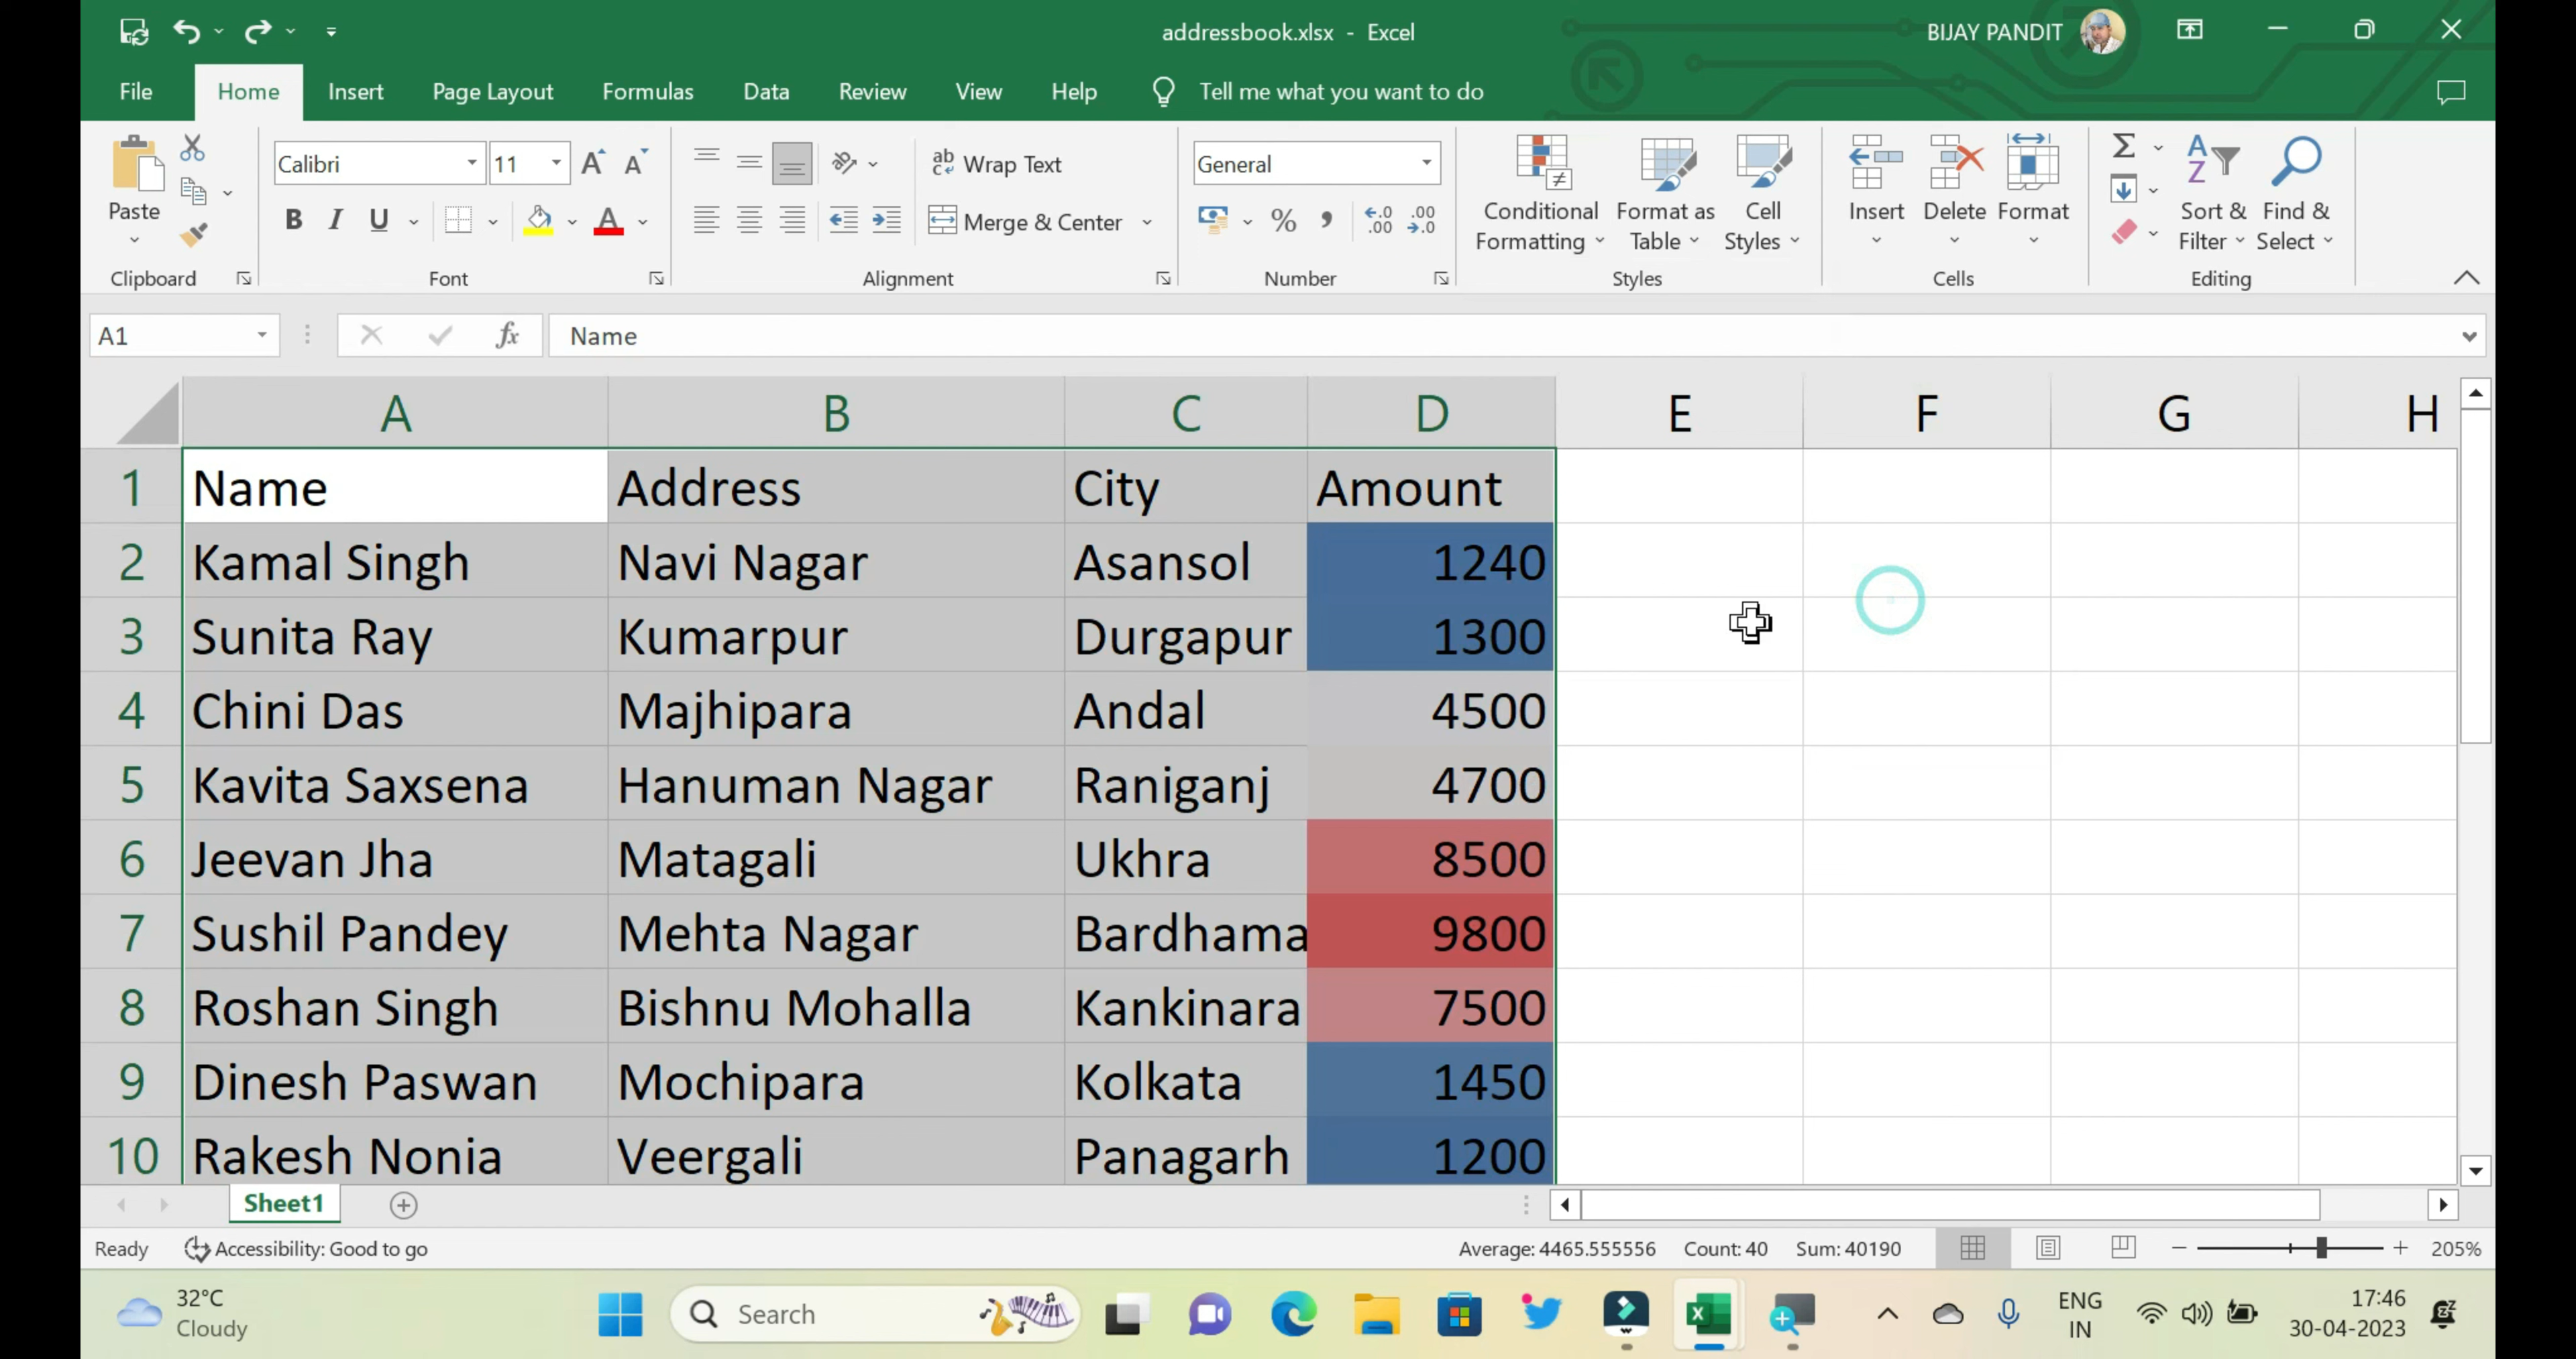 addressbook.xlsx - Excel
BIJAY PANDIT
File Home Insert Page Layout Formulas Data Review View Help Tell me what you want to do
Paste
Clipboard
Calibri 11 A A
B I U A
Font
ab Wrap Text
Merge & Center
Alignment
General
% , .0 .00 .00 .0
Number
Conditional Formatting
Format as Table
Cell Styles
Styles
Insert Delete Format
Cells
Σ
Sort & Filter
Find & Select
Editing
A1 fx Name
A B C D E F G H
1 Name Address City Amount
2 Kamal Singh Navi Nagar Asansol 1240
3 Sunita Ray Kumarpur Durgapur 1300
4 Chini Das Majhipara Andal 4500
5 Kavita Saxsena Hanuman Nagar Raniganj 4700
6 Jeevan Jha Matagali Ukhra 8500
7 Sushil Pandey Mehta Nagar Bardhama 9800
8 Roshan Singh Bishnu Mohalla Kankinara 7500
9 Dinesh Paswan Mochipara Kolkata 1450
10 Rakesh Nonia Veergali Panagarh 1200
Sheet1
Ready Accessibility: Good to go Average: 4465.555556 Count: 40 Sum: 40190 205%
32°C
Cloudy
Search
ENG
IN
17:46
30-04-2023